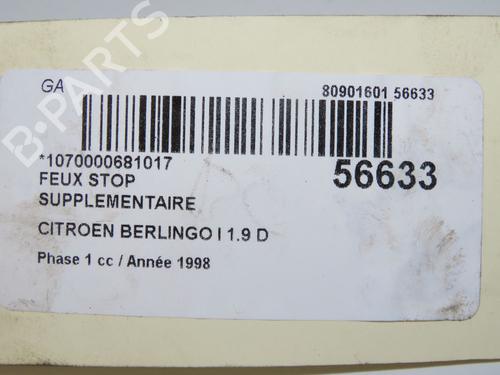 GA
80901601 56633
*1070000681017
56633
FEUX STOP
SUPPLEMENTAIRE
CITROEN BERLINGO I 1.9 D
Phase 1 cc / Année 1998
B-PARTS